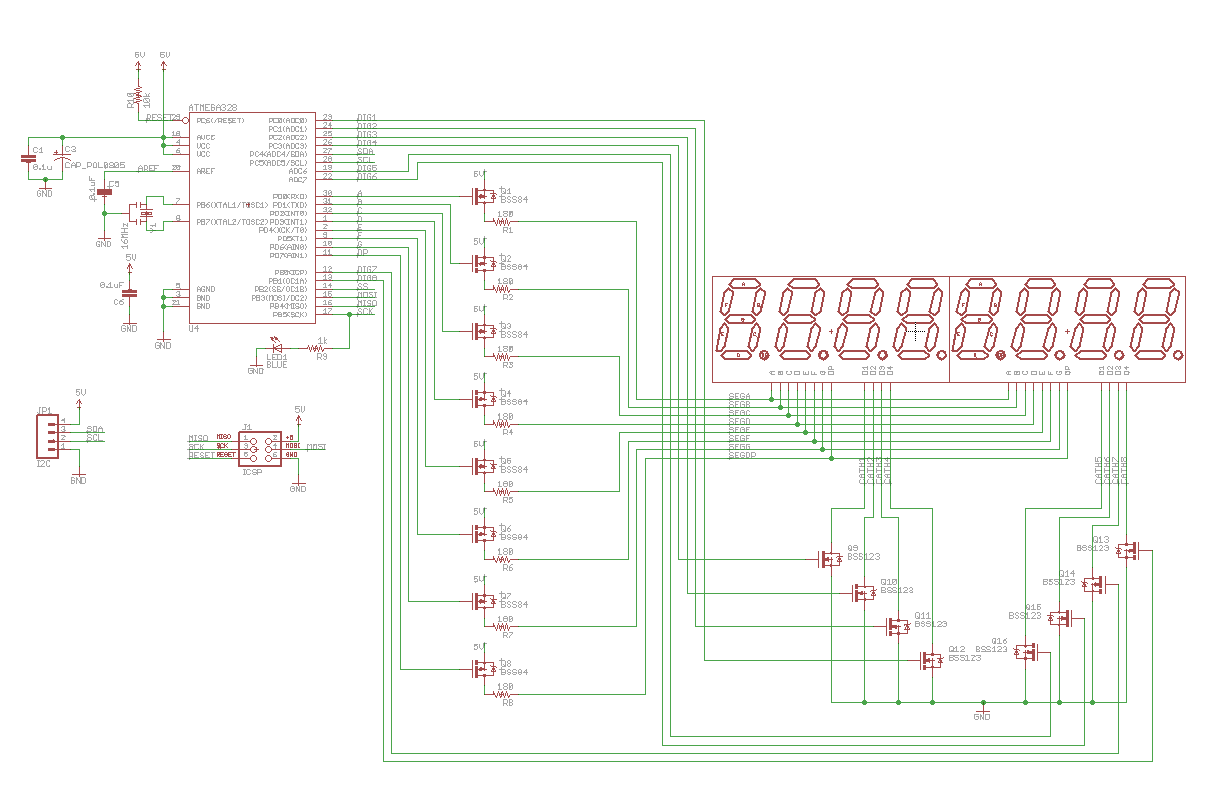 5V 5V
R10 10k
ATMEGA328
RESET 29 PC6(/RESET)
18 AVCC
4 VCC
6 VCC
AREF 20 AREF
7 PB6(XTAL1/TOSC1)
8 PB7(XTAL2/TOSC2)
5 AGND
3 GND
21 GND
U4
PC0(ADC0) 23 DIG1
PC1(ADC1) 24 DIG2
PC2(ADC2) 25 DIG3
PC3(ADC3) 26 DIG4
PC4(ADC4/SDA) 27 SDA
PC5(ADC5/SCL) 28 SCL
ADC6 19 DIG5
ADC7 22 DIG6
PD0(RXD) 30 A
PD1(TXD) 31
PD2(INT0) 32 C
PD3(INT1) 1 D
PD4(XCK/T0) 2 E
PD5(T1) 9 F
PD6(AIN0) 10 G
PD7(AIN1) 11 DP
PB0(ICP) 12 DIG7
PB1(OC1A) 13 DIG8
PB2(SS/OC1B) 14 SS
PB3(MOSI/OC2) 15 MOSI
PB4(MISO) 16 MISO
PB5(SCK) 17 SCK
C1
0.1u
C3
CAP_POL0805
GND
0.1uF C5
16MHz
GND
5V
0.1uF
C6
GND
GND
1k
R9
LED1
BLUE
GND
JP1
5V
4
3 SDA
2 SCL
1
I2C
GND
J1
5V
MISO MISO 1 2 +5
SCK SCK 3 4 MOSI MOSI
RESET RESET 5 6 GND
ICSP
GND
5V
Q1
BSS84
180
R1
5V
Q2
BSS84
180
R2
5V
Q3
BSS84
180
R3
5V
Q4
BSS84
180
R4
5V
Q5
BSS84
180
R5
5V
Q6
BSS84
180
R6
5V
Q7
BSS84
180
R7
5V
Q8
BSS84
180
R8
A F B G E C D
A F B G E C D
A B C D E F G DP D1 D2 D3 D4
A B C D E F G DP D1 D2 D3 D4
SEGA
SEGB
SEGC
SEGD
SEGE
SEGF
SEGG
SEGDP
CATH1 CATH2 CATH3 CATH4
CATH5 CATH6 CATH7 CATH8
Q9
BSS123
Q10
BSS123
Q11
BSS123
Q12
BSS123
Q13
BSS123
Q14
BSS123
Q15
BSS123
Q16
BSS123
GND